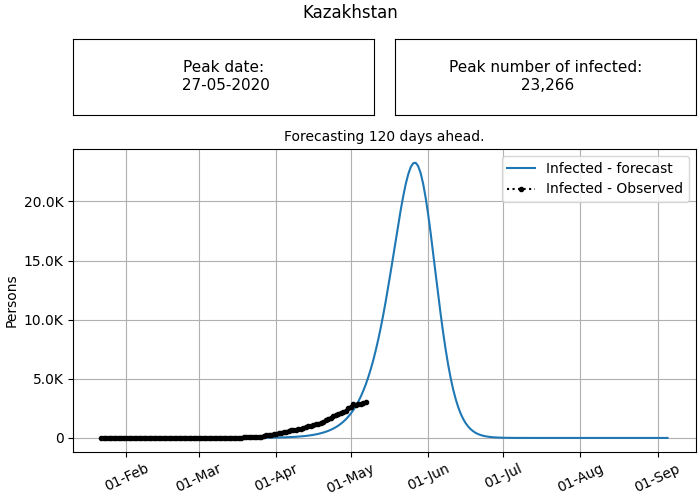 Kazakhstan
Peak date:
27-05-2020
Peak number of infected:
23,266
Forecasting 120 days ahead.
Infected - forecast
Infected - Observed
20.0K
15.0K
10.0K
5.0K
0
Persons
01-Feb
01-Mar
01-Apr
01-May
01-Jun
01-Jul
01-Aug
01-Sep